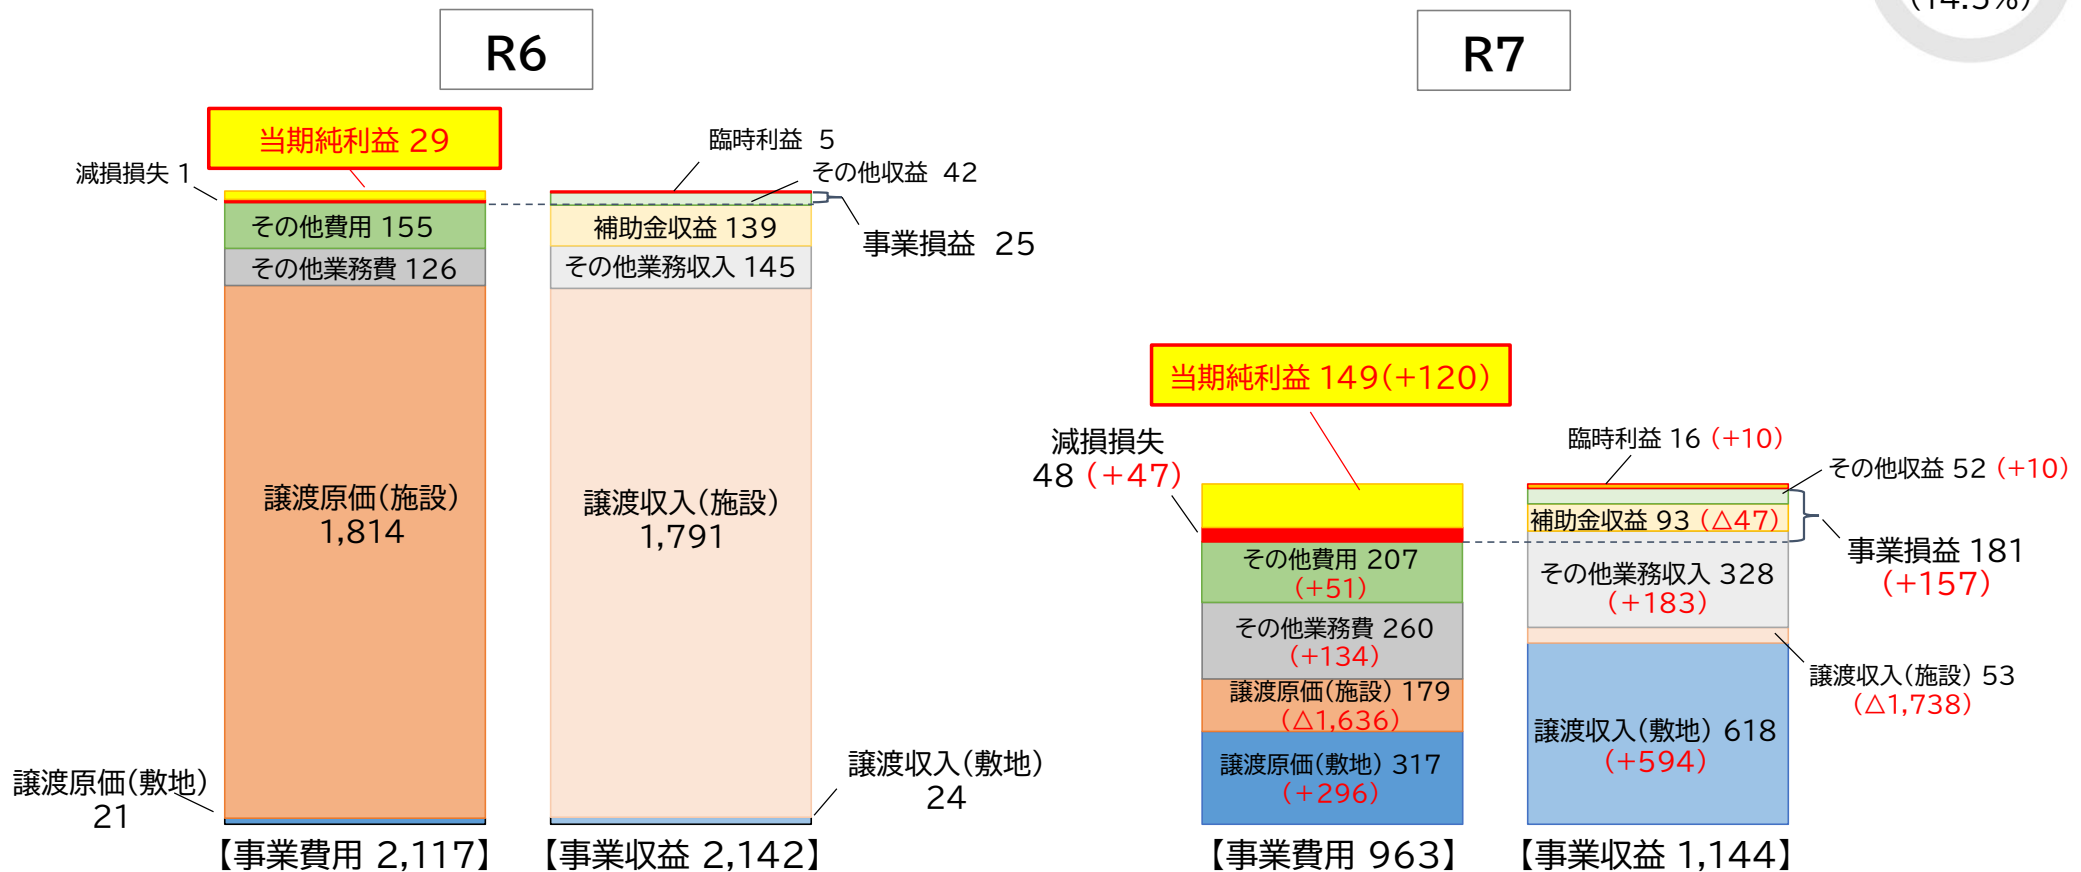 R6
当期純利益 29
減損損失 1
その他費用 155
その他業務費 126
譲渡原価(施設)
1,814
譲渡原価(敷地)
21
【事業費用 2,117】
臨時利益 5
その他収益 42
補助金収益 139
事業損益 25
その他業務収入 145
譲渡収入(施設)
1,791
譲渡収入(敷地)
24
【事業収益 2,142】
R7
当期純利益 149(+120)
減損損失
48 (+47)
その他費用 207
(+51)
その他業務費 260
(+134)
譲渡原価(施設) 179
(△1,636)
譲渡原価(敷地) 317
(+296)
【事業費用 963】
臨時利益 16 (+10)
その他収益 52 (+10)
補助金収益 93 (△47)
事業損益 181
(+157)
その他業務収入 328
(+183)
譲渡収入(施設) 53
(△1,738)
譲渡収入(敷地) 618
(+594)
【事業収益 1,144】